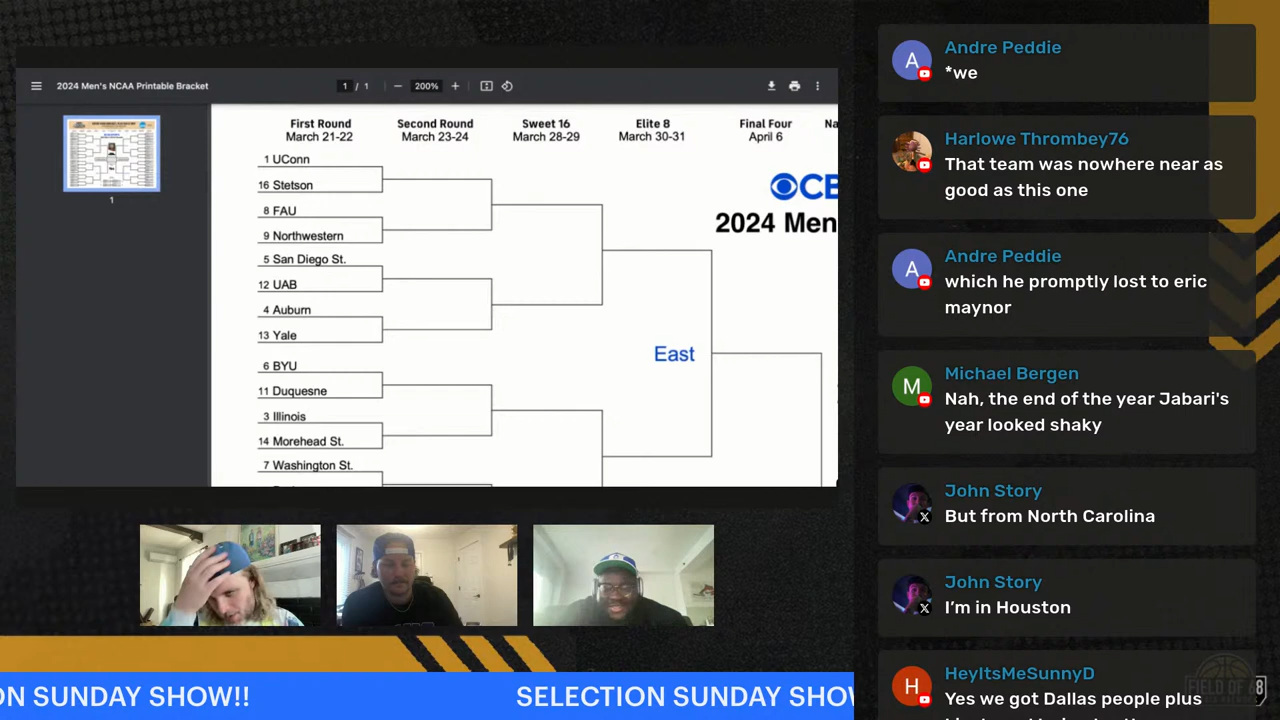 2024 Men's NCAA Printable Bracket
1 / 1
200%
1
First Round
March 21-22
Second Round
March 23-24
Sweet 16
March 28-29
Elite 8
March 30-31
Final Four
April 6
Na
1 UConn
16 Stetson
8 FAU
9 Northwestern
5 San Diego St.
12 UAB
4 Auburn
13 Yale
6 BYU
11 Duquesne
3 Illinois
14 Morehead St.
7 Washington St.
East
CB
2024 Men
ON SUNDAY SHOW!!
SELECTION SUNDAY SHOW
A
Andre Peddie
*we
Harlowe Thrombey76
That team was nowhere near as
good as this one
A
Andre Peddie
which he promptly lost to eric
maynor
M
Michael Bergen
Nah, the end of the year Jabari's
year looked shaky
John Story
But from North Carolina
John Story
I'm in Houston
H
HeyItsMeSunnyD
Yes we got Dallas people plus
FIELD OF 68